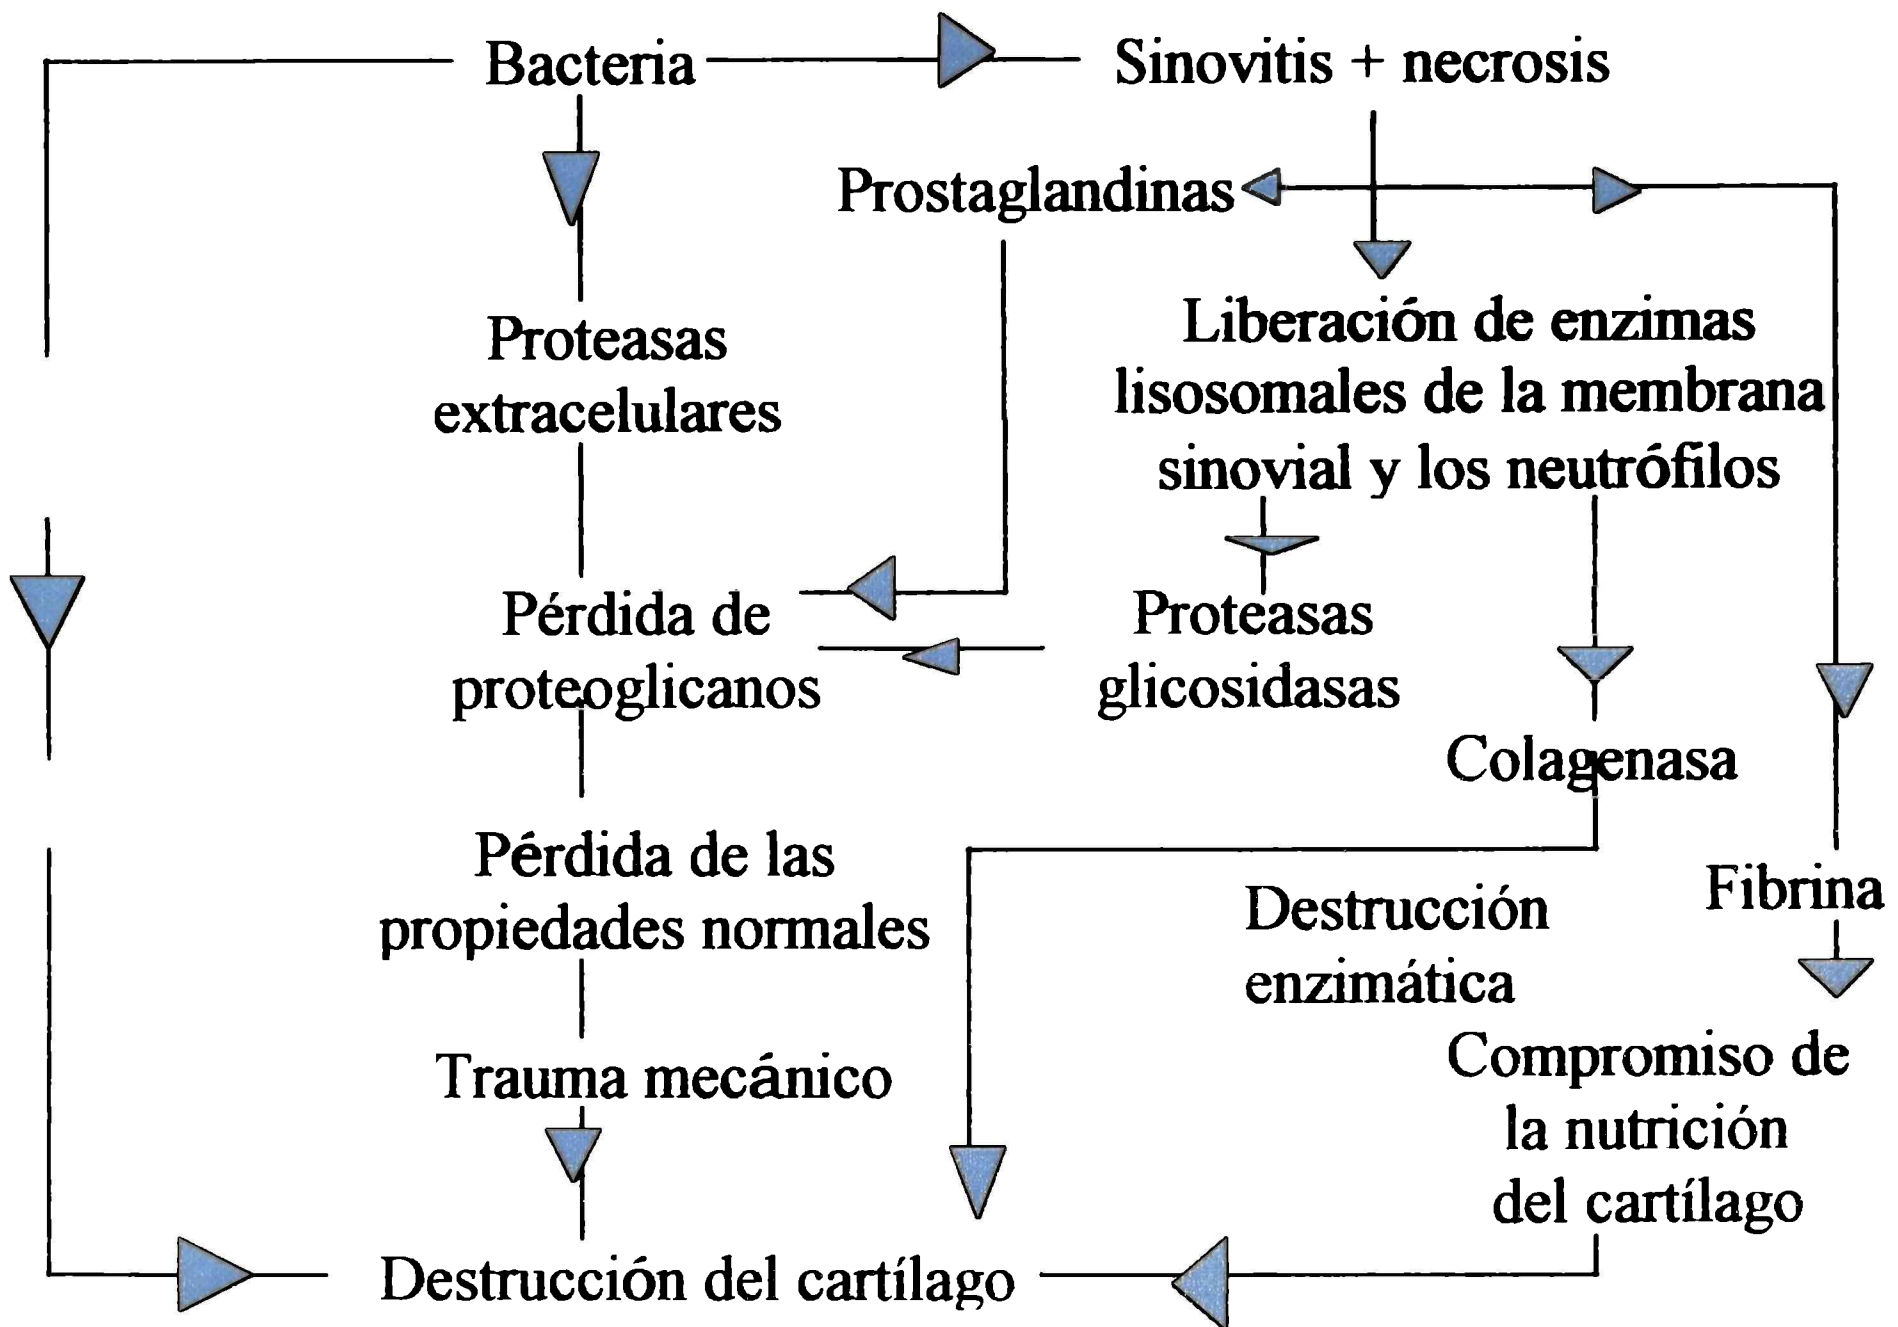 Bacteria
Sinovitis + necrosis
Prostaglandinas
Proteasas
extracelulares
Liberación de enzimas
lisosomales de la membrana
sinovial y los neutrófilos
Pérdida de
proteoglicanos
Proteasas
glicosidasas
Colagenasa
Pérdida de las
propiedades normales
Destrucción
enzimática
Fibrina
Trauma mecánico
Compromiso de
la nutrición
del cartílago
Destrucción del cartílago